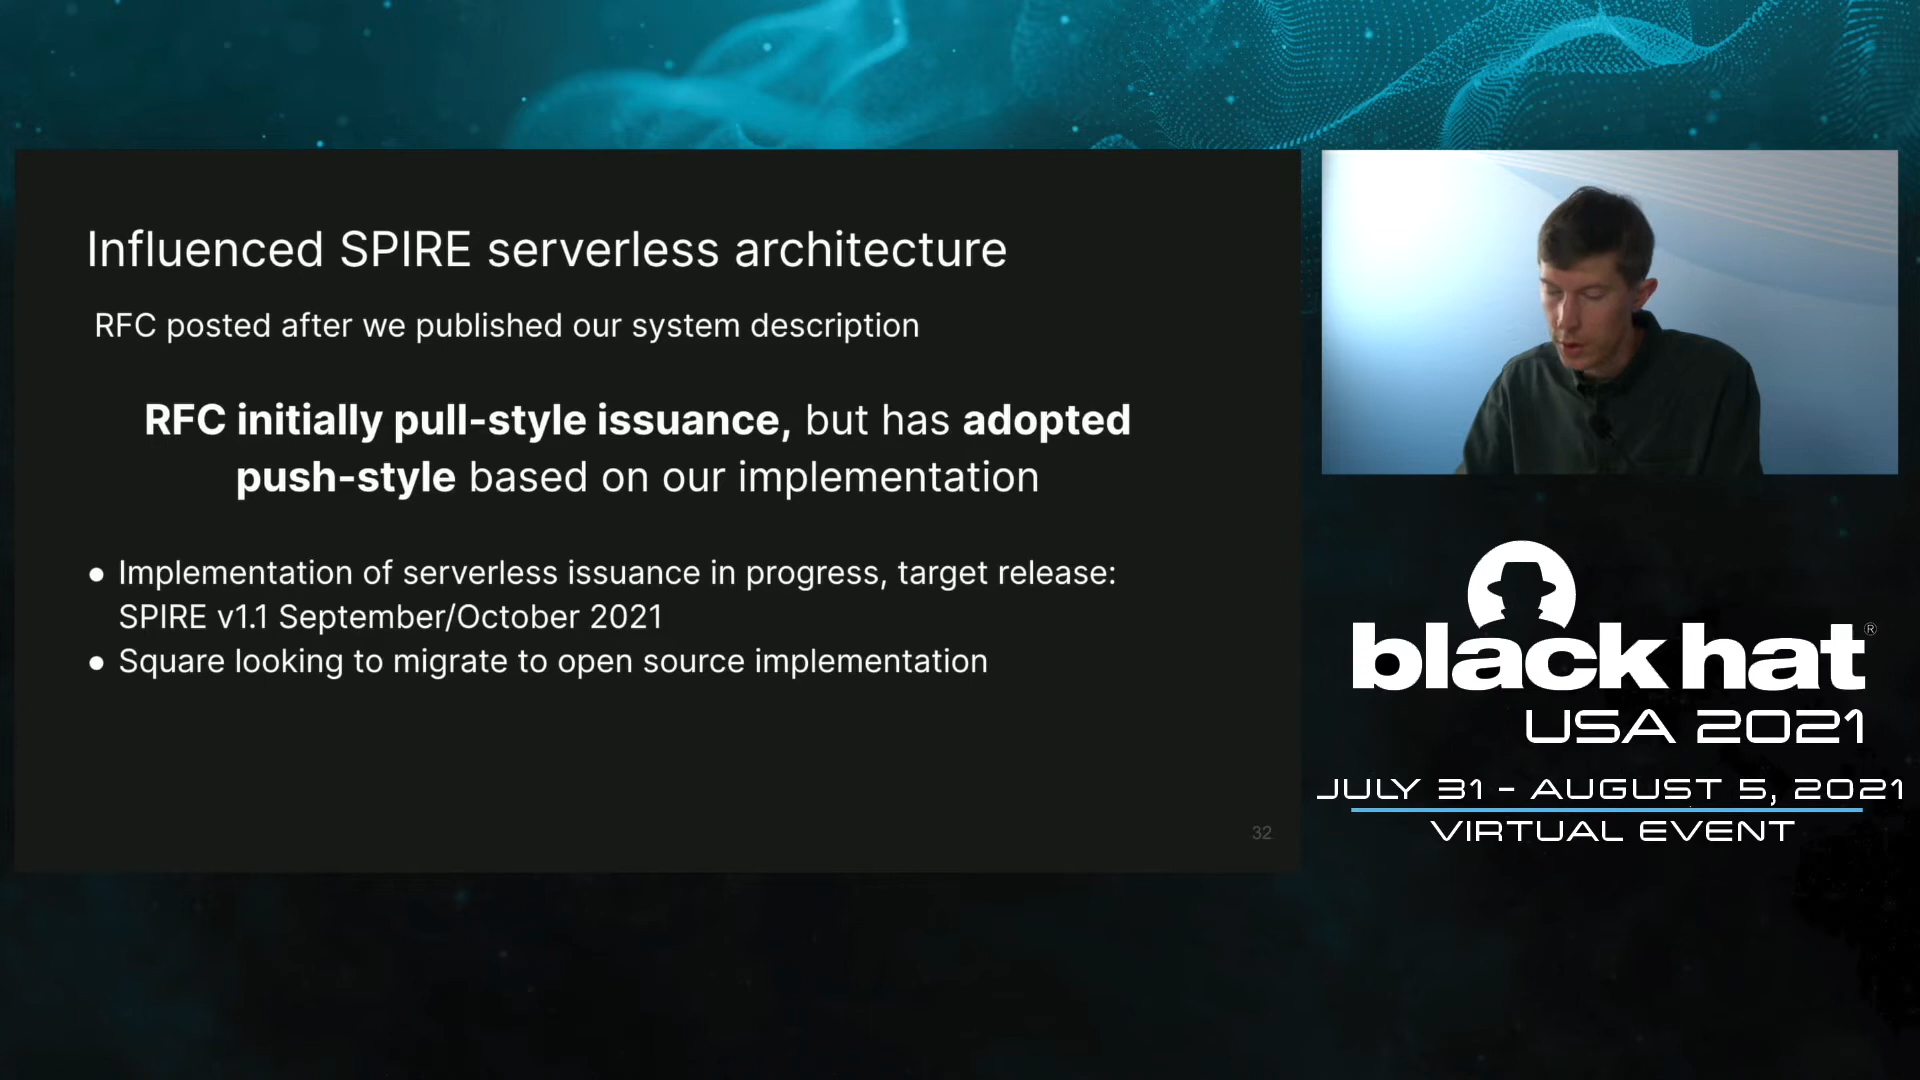 Influenced SPIRE serverless architecture
RFC posted after we published our system description
RFC initially pull-style issuance, but has adopted
push-style based on our implementation
● Implementation of serverless issuance in progress, target release:
SPIRE v1.1 September/October 2021
● Square looking to migrate to open source implementation
32
black hat®
USA 2021
JULY 31 - AUGUST 5, 2021
VIRTUAL EVENT